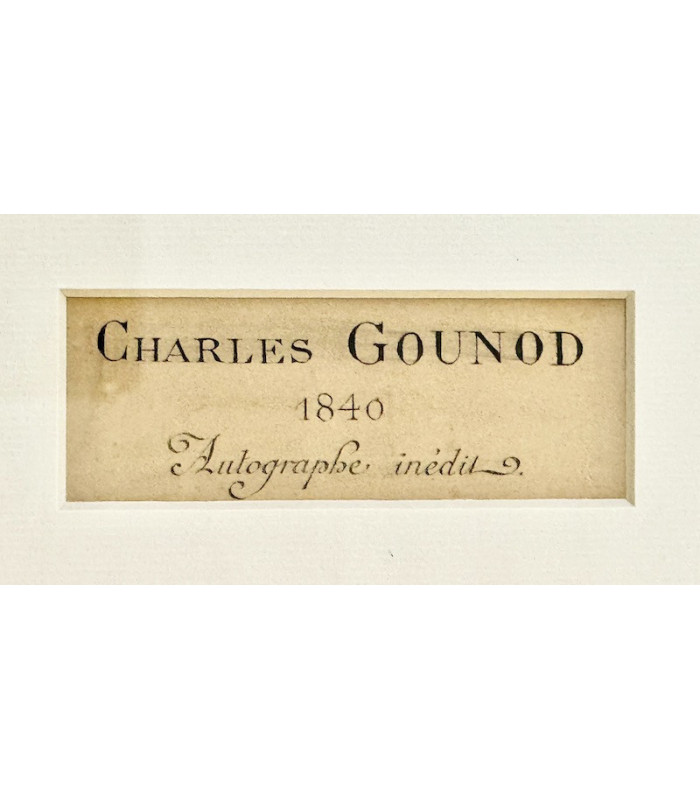 CHARLES GOUNOD
1840
Autographe inédit.